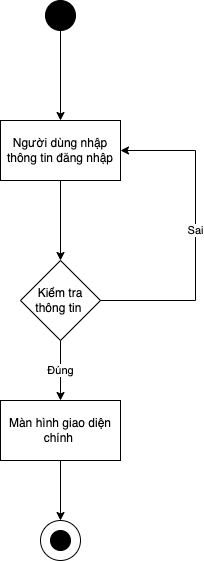 Người dùng nhập
thông tin đăng nhập
Sai
Kiểm tra
thông tin
Đúng
Màn hình giao diện
chính